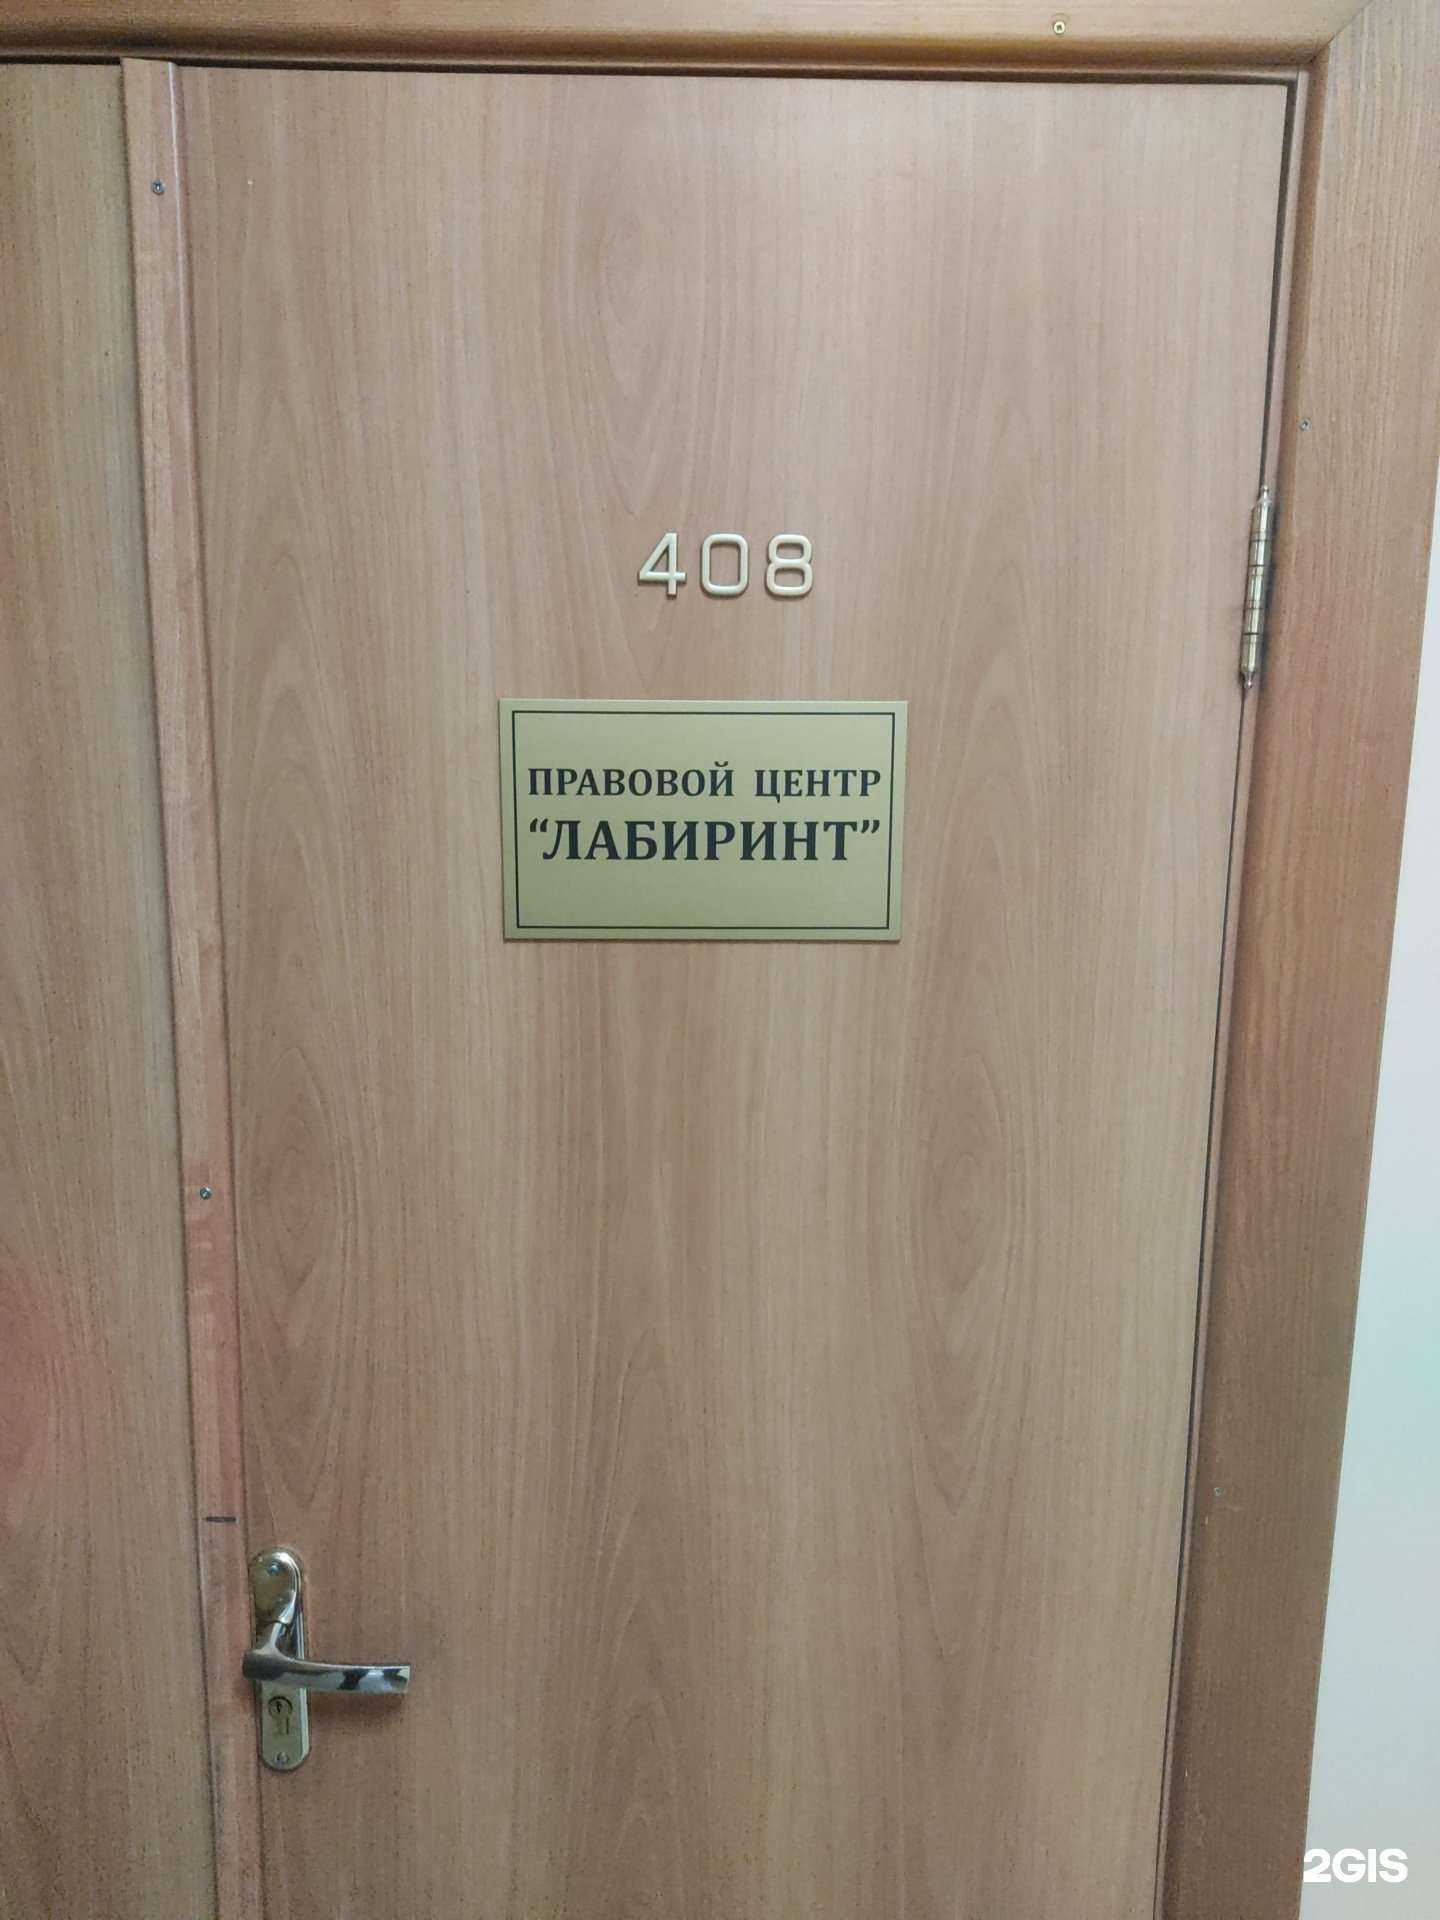 408
ПРАВОВОЙ ЦЕНТР
“ЛАБИРИНТ”
2GIS